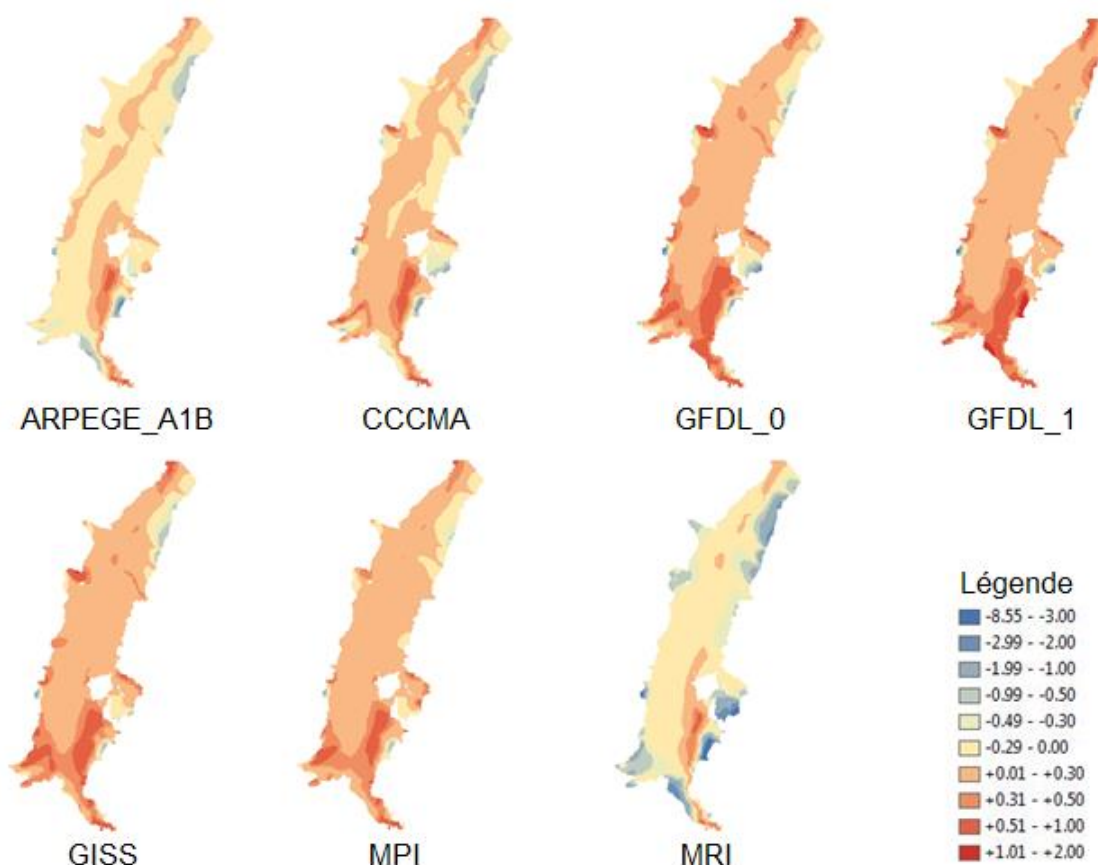 ARPEGE_A1B
CCCMA
GFDL_0
GFDL_1
GISS
MPI
MRI
Légende
-8.55 - -3.00
-2.99 - -2.00
-1.99 - -1.00
-0.99 - -0.50
-0.49 - -0.30
-0.29 - 0.00
+0.01 - +0.30
+0.31 - +0.50
+0.51 - +1.00
+1.01 - +2.00